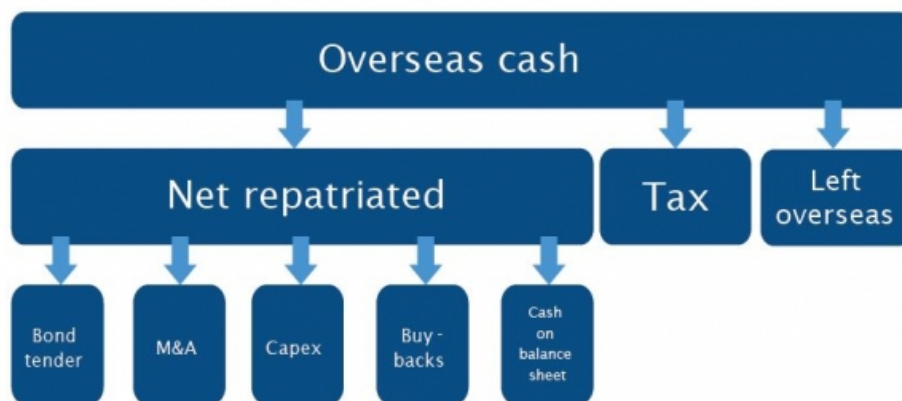 Overseas cash
Net repatriated
Tax
Left
overseas
Bond
tender
M&A
Capex
Buy-
backs
Cash
on
balance
sheet